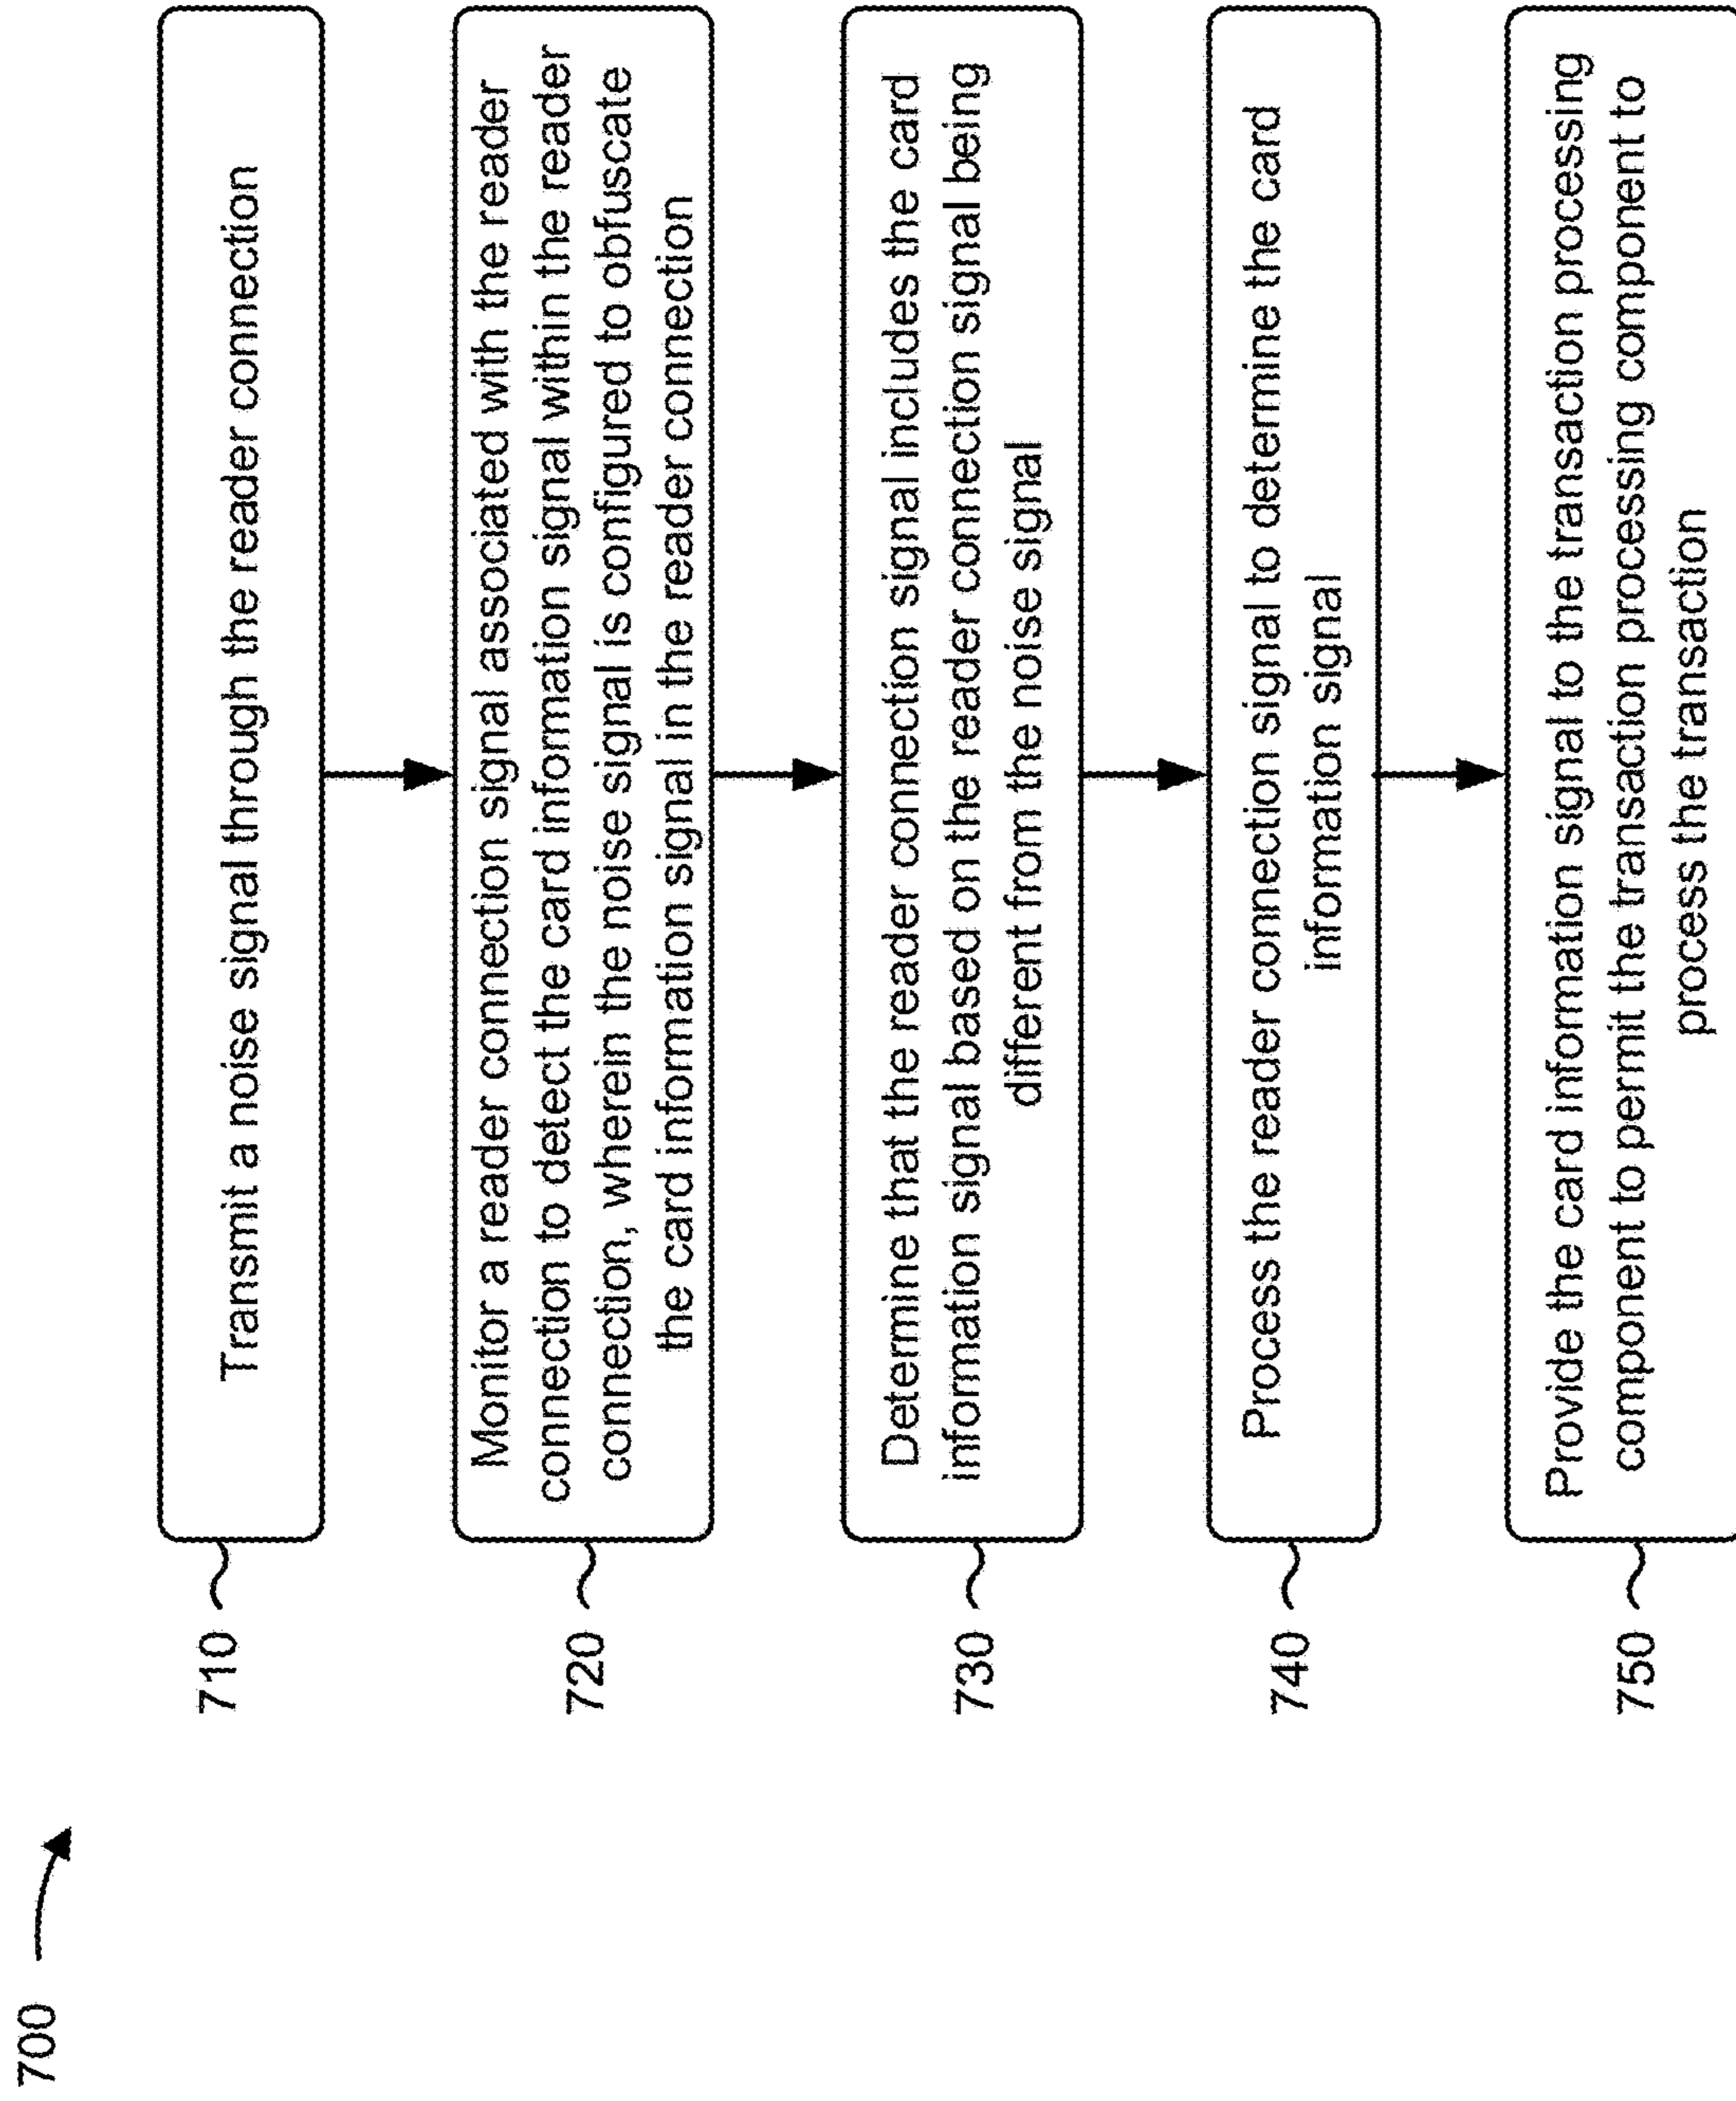 700
710
Transmit a noise signal through the reader connection
720
Monitor a reader connection signal associated with the reader
connection to detect the card information signal within the reader
connection, wherein the noise signal is configured to obfuscate
the card information signal in the reader connection
730
Determine that the reader connection signal includes the card
information signal based on the reader connection signal being
different from the noise signal
740
Process the reader connection signal to determine the card
information signal
750
Provide the card information signal to the transaction processing
component to permit the transaction processing component to
process the transaction